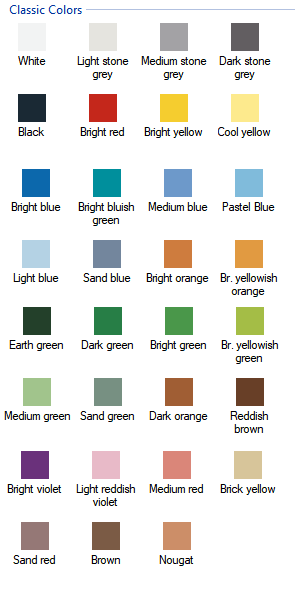 Classic Colors
White
Light stone
grey
Medium stone
grey
Dark stone
grey
Black
Bright red
Bright yellow
Cool yellow
Bright blue
Bright bluish
green
Medium blue
Pastel Blue
Light blue
Sand blue
Bright orange
Br. yellowish
orange
Earth green
Dark green
Bright green
Br. yellowish
green
Medium green
Sand green
Dark orange
Reddish
brown
Bright violet
Light reddish
violet
Medium red
Brick yellow
Sand red
Brown
Nougat